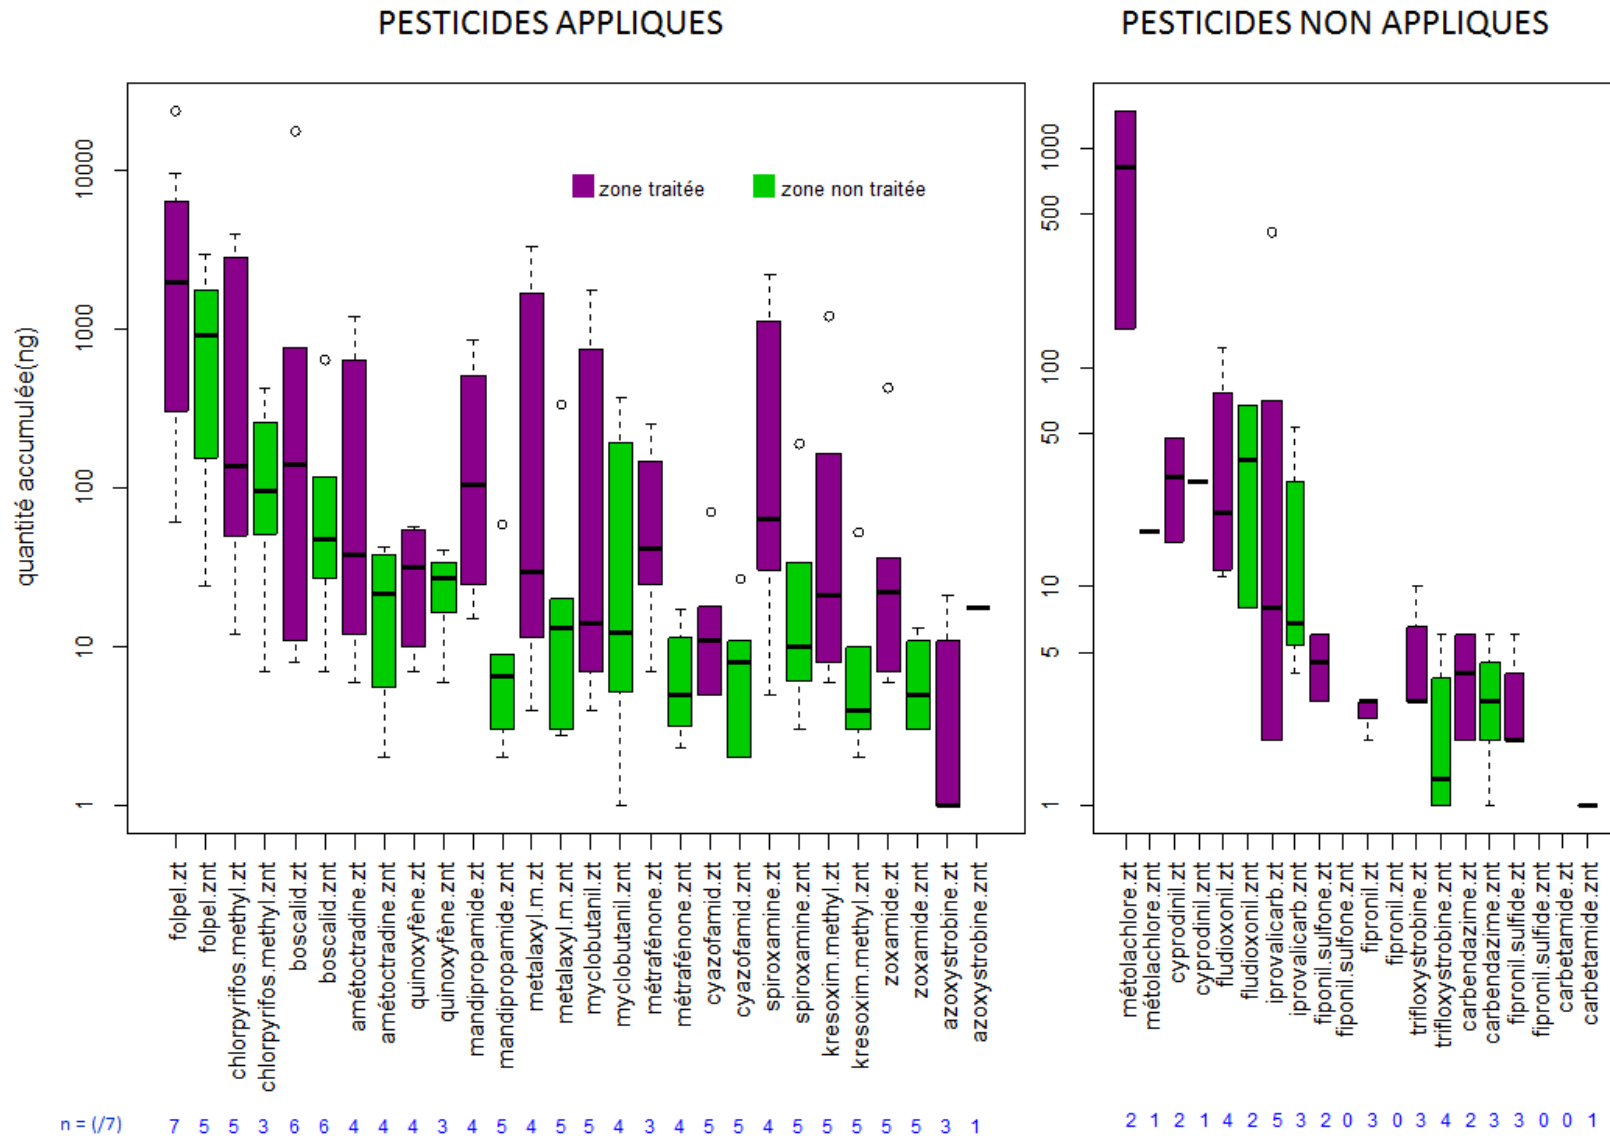 PESTICIDES APPLIQUES
PESTICIDES NON APPLIQUES
quantité accumulée(ng)
10000
1000
100
10
1
zone traitée
zone non traitée
1000
500
100
50
10
5
1
folpel.zt
folpel.znt
chlorpyrifos.methyl.zt
chlorpyrifos.methyl.znt
boscalid.zt
boscalid.znt
amétoctradine.zt
amétoctradine.znt
quinoxyfène.zt
quinoxyfène.znt
mandipropamide.zt
mandipropamide.znt
metalaxyl.m.zt
metalaxyl.m.znt
myclobutanil.zt
myclobutanil.znt
métrafénone.zt
métrafénone.znt
cyazofamid.zt
cyazofamid.znt
spiroxamine.zt
spiroxamine.znt
kresoxim.methyl.zt
kresoxim.methyl.znt
zoxamide.zt
zoxamide.znt
azoxystrobine.zt
azoxystrobine.znt
métolachlore.zt
métolachlore.znt
cyprodinil.zt
cyprodinil.znt
fludioxonil.zt
fludioxonil.znt
iprovalicarb.zt
iprovalicarb.znt
fiponil.sulfone.zt
fiponil.sulfone.znt
fipronil.zt
fipronil.znt
trifloxystrobine.zt
trifloxystrobine.znt
carbendazime.zt
carbendazime.znt
fipronil.sulfide.zt
fipronil.sulfide.znt
carbetamide.zt
carbetamide.znt
n = (/7) 7 5 5 3 6 6 4 4 4 4 4 5 4 5 5 4 3 4 5 5 4 5 5 5 5 5 3 1
2 1 2 1 4 2 5 3 2 0 3 0 3 4 2 3 3 0 0 1